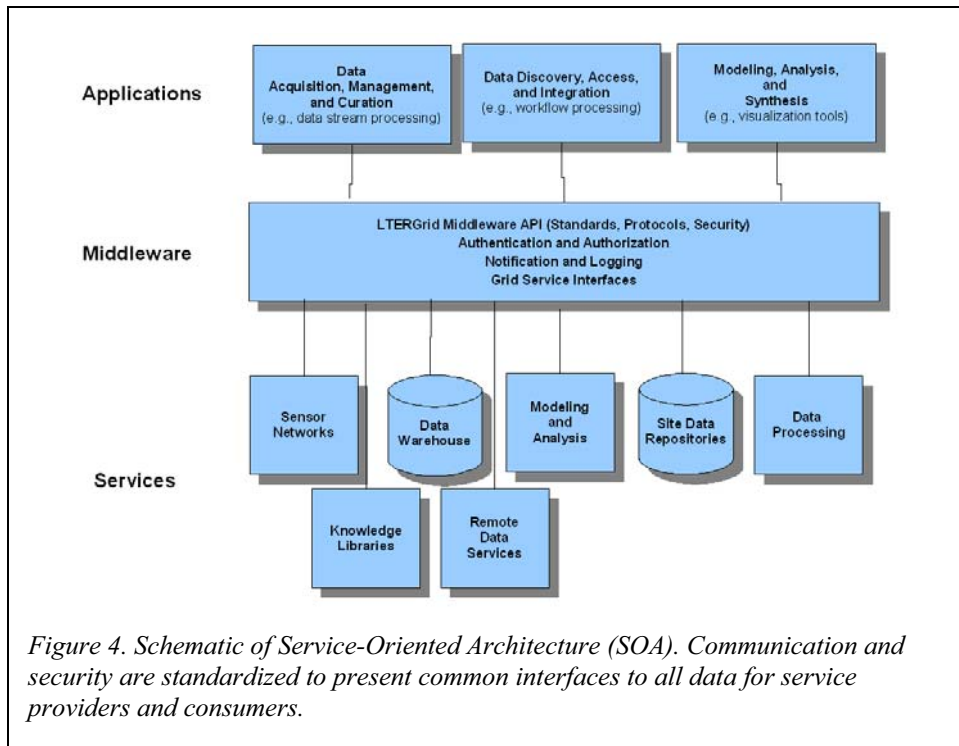 Applications
Data
Acquisition, Management,
and Curation
(e.g., data stream processing)
Data Discovery, Access,
and Integration
(e.g., workflow processing)
Modeling, Analysis,
and
Synthesis
(e.g., visualization tools)
Middleware
LTERGrid Middleware API (Standards, Protocols, Security)
Authentication and Authorization
Notification and Logging
Grid Service Interfaces
Services
Sensor
Networks
Data
Warehouse
Modeling
and
Analysis
Site Data
Repositories
Data
Processing
Knowledge
Libraries
Remote
Data
Services
Figure 4. Schematic of Service-Oriented Architecture (SOA). Communication and
security are standardized to present common interfaces to all data for service
providers and consumers.